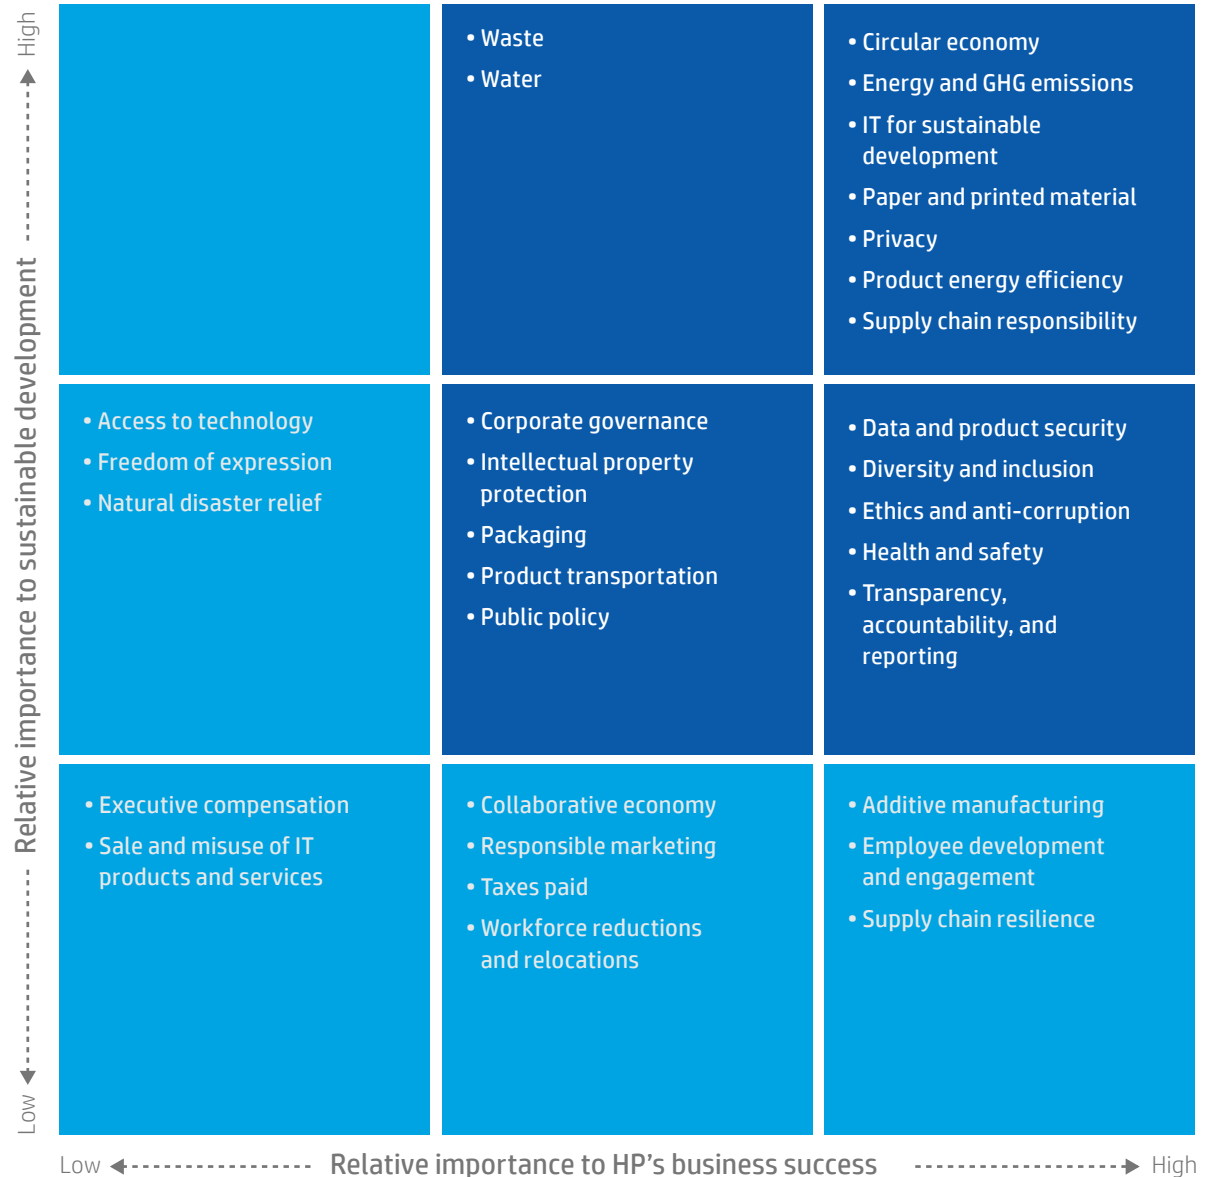 High
Relative importance to sustainable development
Low
• Waste
• Water
• Circular economy
• Energy and GHG emissions
• IT for sustainable
development
• Paper and printed material
• Privacy
• Product energy efficiency
• Supply chain responsibility
• Access to technology
• Freedom of expression
• Natural disaster relief
• Corporate governance
• Intellectual property
protection
• Packaging
• Product transportation
• Public policy
• Data and product security
• Diversity and inclusion
• Ethics and anti-corruption
• Health and safety
• Transparency,
accountability, and
reporting
• Executive compensation
• Sale and misuse of IT
products and services
• Collaborative economy
• Responsible marketing
• Taxes paid
• Workforce reductions
and relocations
• Additive manufacturing
• Employee development
and engagement
• Supply chain resilience
Low Relative importance to HP's business success High